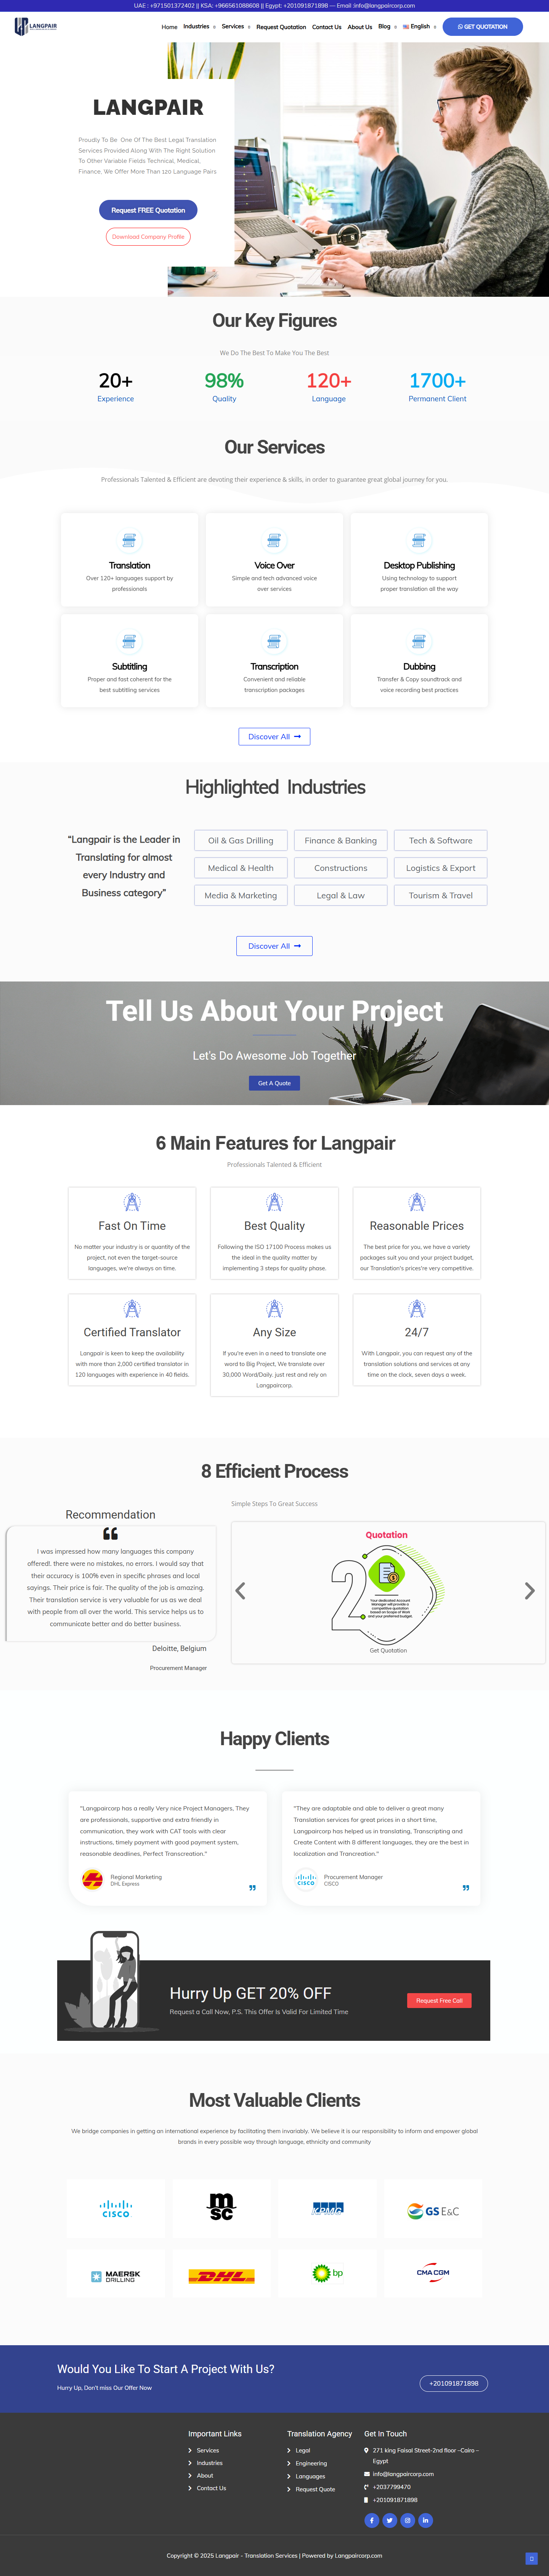 UAE : +971501372402 || KSA: +966561088608 || Egypt: +201091871898 --- Email :info@langpaircorp.com
LANGPAIR
Home Industries Services Request Quotation Contact Us About Us Blog English GET QUOTATION
LANGPAIR
Proudly To Be One Of The Best Legal Translation
Services Provided Along With The Right Solution
To Other Variable Fields Technical, Medical,
Finance, We Offer More Than 120 Language Pairs
Request FREE Quotation
Download Company Profile
Our Key Figures
We Do The Best To Make You The Best
20+ 98% 120+ 1700+
Experience Quality Language Permanent Client
Our Services
Professionals Talented & Efficient are devoting their experience & skills, in order to guarantee great global journey for you.
Translation
Over 120+ languages support by
professionals
Voice Over
Simple and tech advanced voice
over services
Desktop Publishing
Using technology to support
proper translation all the way
Subtitling
Proper and fast coherent for the
best subtitling services
Transcription
Convenient and reliable
transcription packages
Dubbing
Transfer & Copy soundtrack and
voice recording best practices
Discover All
Highlighted Industries
“Langpair is the Leader in
Translating for almost
every Industry and
Business category”
Oil & Gas Drilling Finance & Banking Tech & Software
Medical & Health Constructions Logistics & Export
Media & Marketing Legal & Law Tourism & Travel
Discover All
Tell Us About Your Project
Let's Do Awesome Job Together
Get A Quote
6 Main Features for Langpair
Professionals Talented & Efficient
Fast On Time
No matter your industry is or quantity of the
project, not even the target-source
languages, we're always on time.
Best Quality
Following the ISO 17100 Process makes us
the ideal in the quality matter by
implementing 3 steps for quality phase.
Reasonable Prices
The best price for you, we have a variety
packages suit you and your project budget,
our Translation's prices're very competitive.
Certified Translator
Langpair is keen to keep the availability
with more than 2,000 certified translator in
120 languages with experience in 40 fields.
Any Size
If you're even in a need to translate one
word to Big Project, We translate over
30,000 Word/Daily. just rest and rely on
Langpaircorp.
24/7
With Langpair, you can request any of the
translation solutions and services at any
time on the clock, seven days a week.
8 Efficient Process
Recommendation
I was impressed how many languages this company
offered!, there were no mistakes, no errors. I would say that
their accuracy is 100% even in specific phrases and local
sayings. Their price is fair. The quality of the job is amazing.
Their translation service is very valuable for us as we deal
with people from all over the world. This service helps us to
communicate better and do better business.
Deloitte, Belgium
Procurement Manager
Simple Steps To Great Success
Quotation
2
Your dedicated Account
Manager will provide a
competitive quotation
based on Scope of Work
and your preferred budget.
Get Quotation
Happy Clients
"Langpaircorp has a really Very nice Project Managers, They
are professionals, supportive and extra friendly in
communication, they work with CAT tools with clear
instructions, timely payment with good payment system,
reasonable deadlines, Perfect Transcreation."
Regional Marketing
DHL Express
"They are adaptable and able to deliver a great many
Translation services for great prices in a short time,
Langpaircorp has helped us in translating, Transcripting and
Create Content with 8 different languages, they are the best in
localization and Trancreation."
CISCO
Procurement Manager
CISCO
Hurry Up GET 20% OFF
Request a Call Now, P.S. This Offer Is Valid For Limited Time
Request Free Call
Most Valuable Clients
We bridge companies in getting an international experience by facilitating them invariably. We believe it is our responsibility to inform and empower global
brands in every possible way through language, ethnicity and community
CISCO
msc
KPMG
GS E&C
MAERSK
DRILLING
DHL
bp
CMA CGM
Would You Like To Start A Project With Us?
Hurry Up, Don't miss Our Offer Now
+201091871898
Important Links
Services
Industries
About
Contact Us
Translation Agency
Legal
Engineering
Languages
Request Quote
Get In Touch
271 king Faisal Street-2nd floor –Cairo –
Egypt
info@langpaircorp.com
+2037799470
+201091871898
Copyright © 2025 Langpair - Translation Services | Powered by Langpaircorp.com